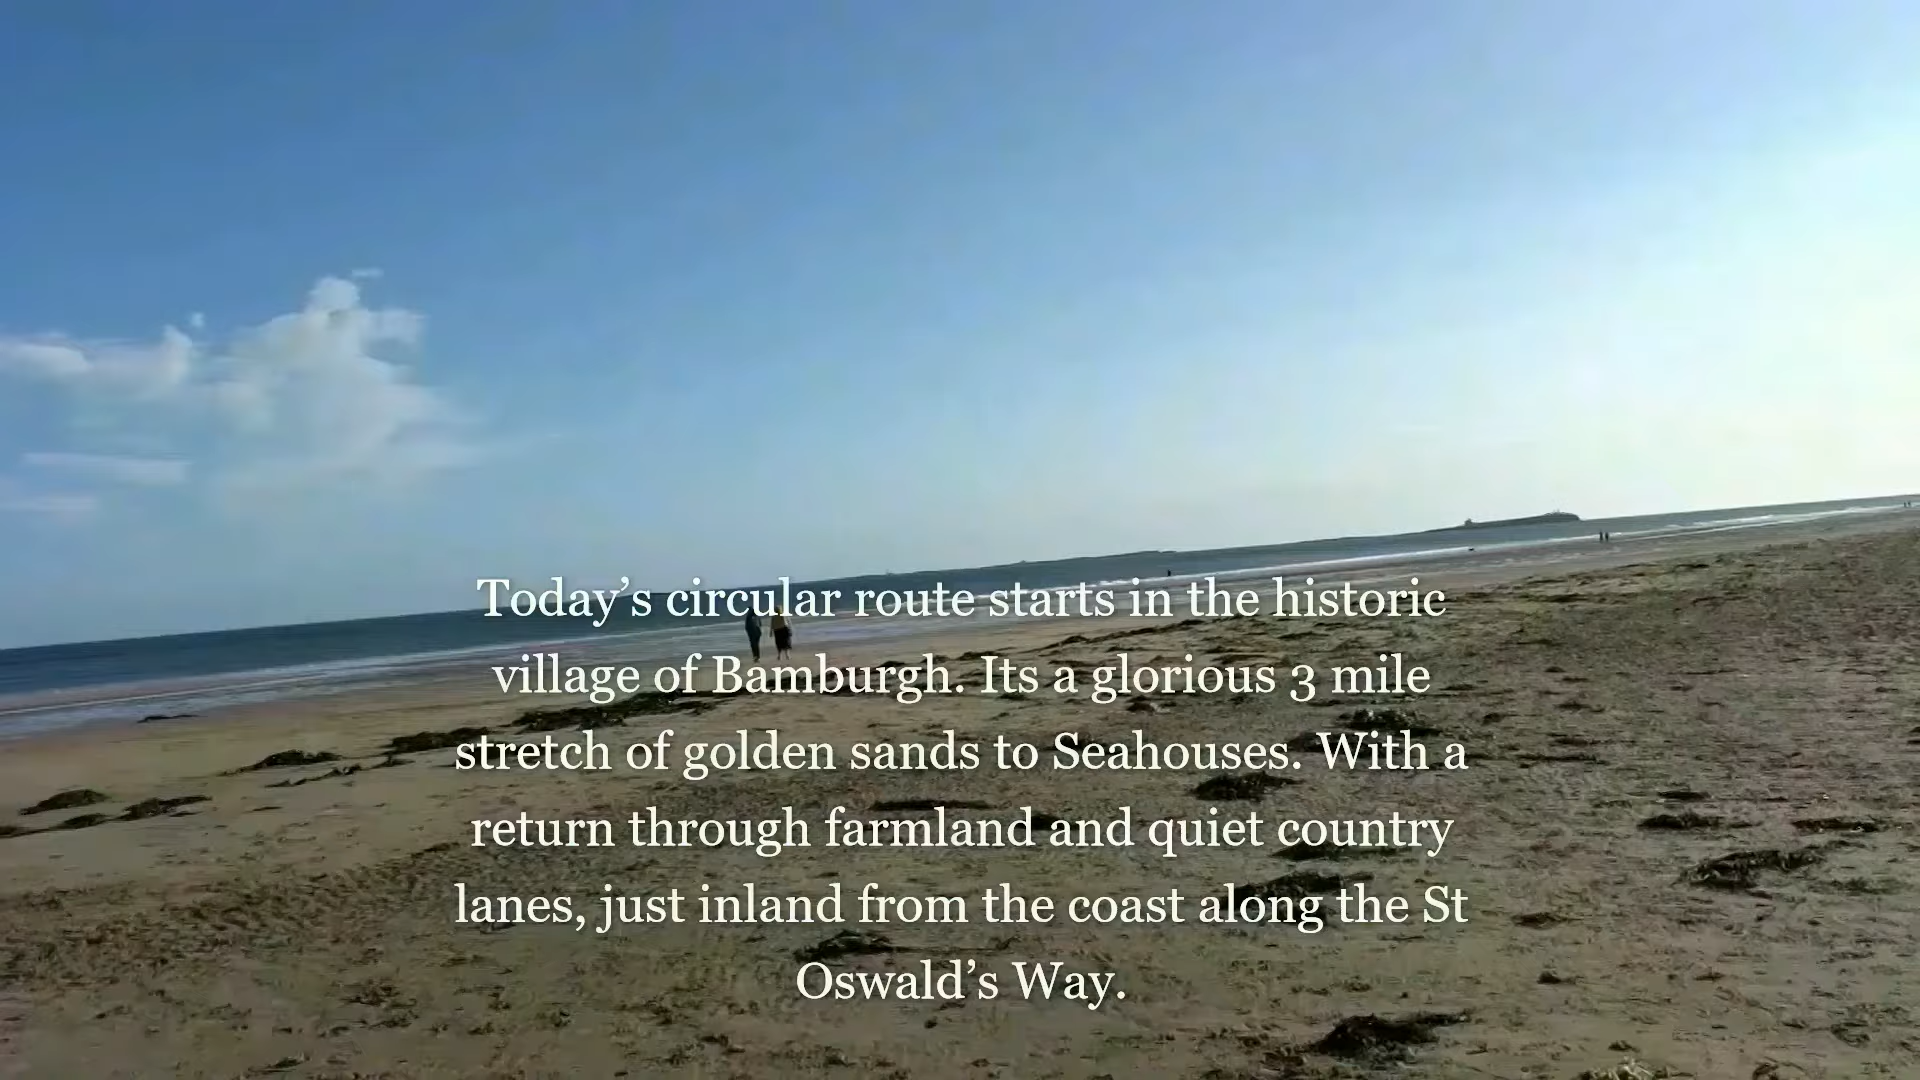 Today’s circular route starts in the historic
village of Bamburgh. Its a glorious 3 mile
stretch of golden sands to Seahouses. With a
return through farmland and quiet country
lanes, just inland from the coast along the St
Oswald’s Way.